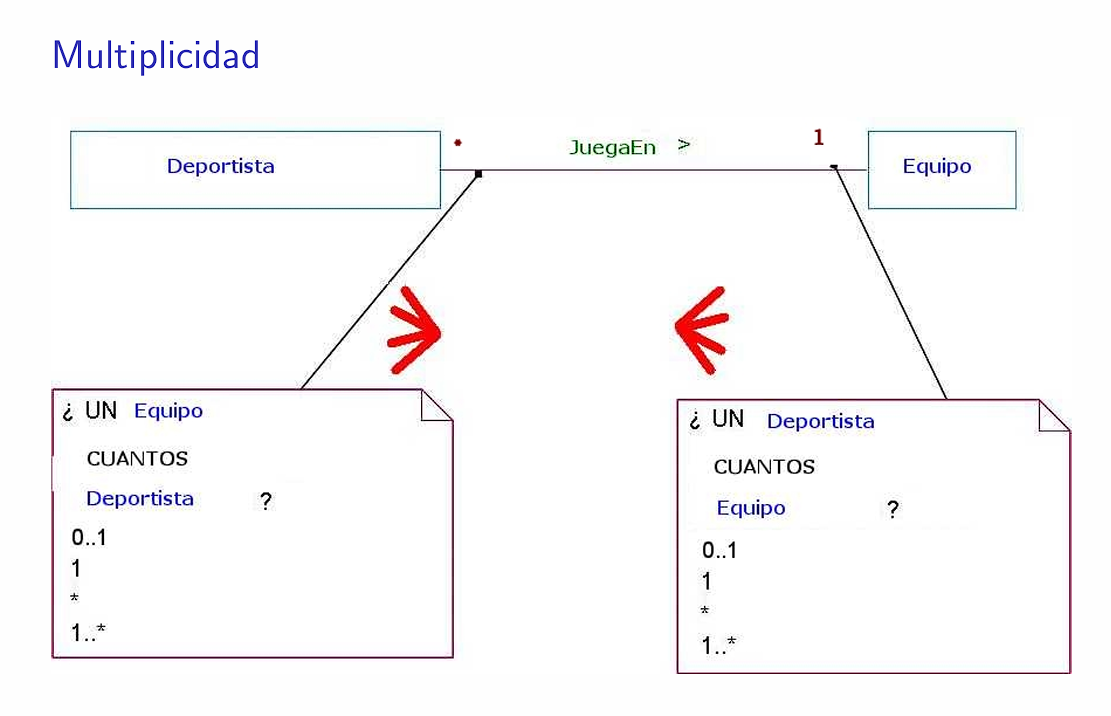 Multiplicidad
Deportista
*
JuegaEn >
1
Equipo
¿ UN Equipo
CUANTOS
Deportista ?
0..1
1
*
1..*
¿ UN Deportista
CUANTOS
Equipo ?
0..1
1
*
1..*